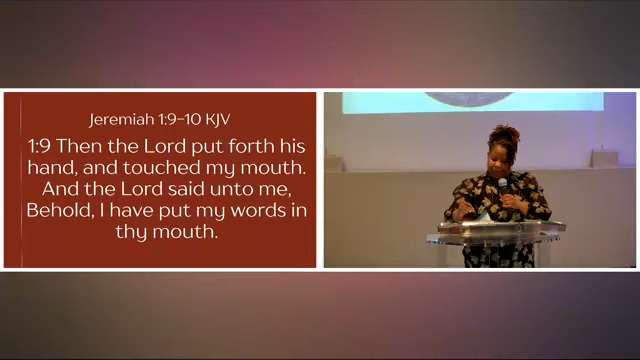 Jeremiah 1:9-10 KJV
1:9 Then the Lord put forth his
hand, and touched my mouth.
And the Lord said unto me,
Behold, I have put my words in
thy mouth.